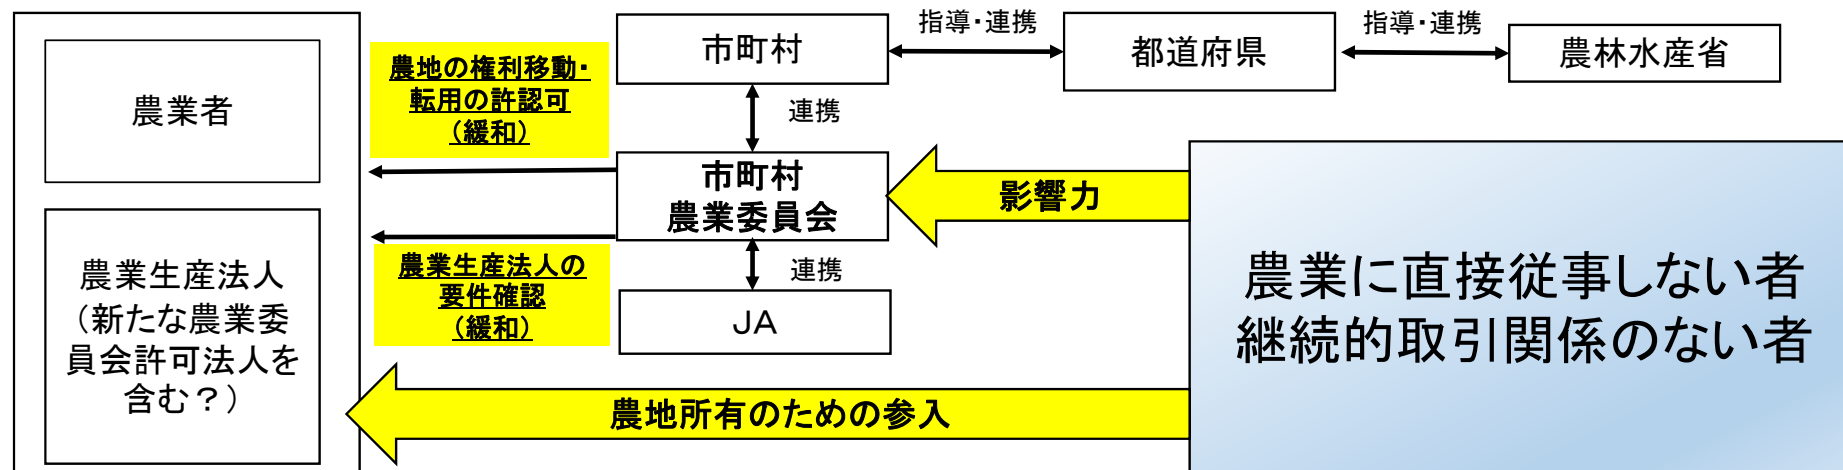 農業者
農業生産法人
（新たな農業委
員会許可法人を
含む？）
農地の権利移動・
転用の許認可
（緩和）
農業生産法人の
要件確認
（緩和）
市町村
連携
市町村
農業委員会
連携
ＪＡ
指導・連携
都道府県
指導・連携
農林水産省
影響力
農地所有のための参入
農業に直接従事しない者
継続的取引関係のない者